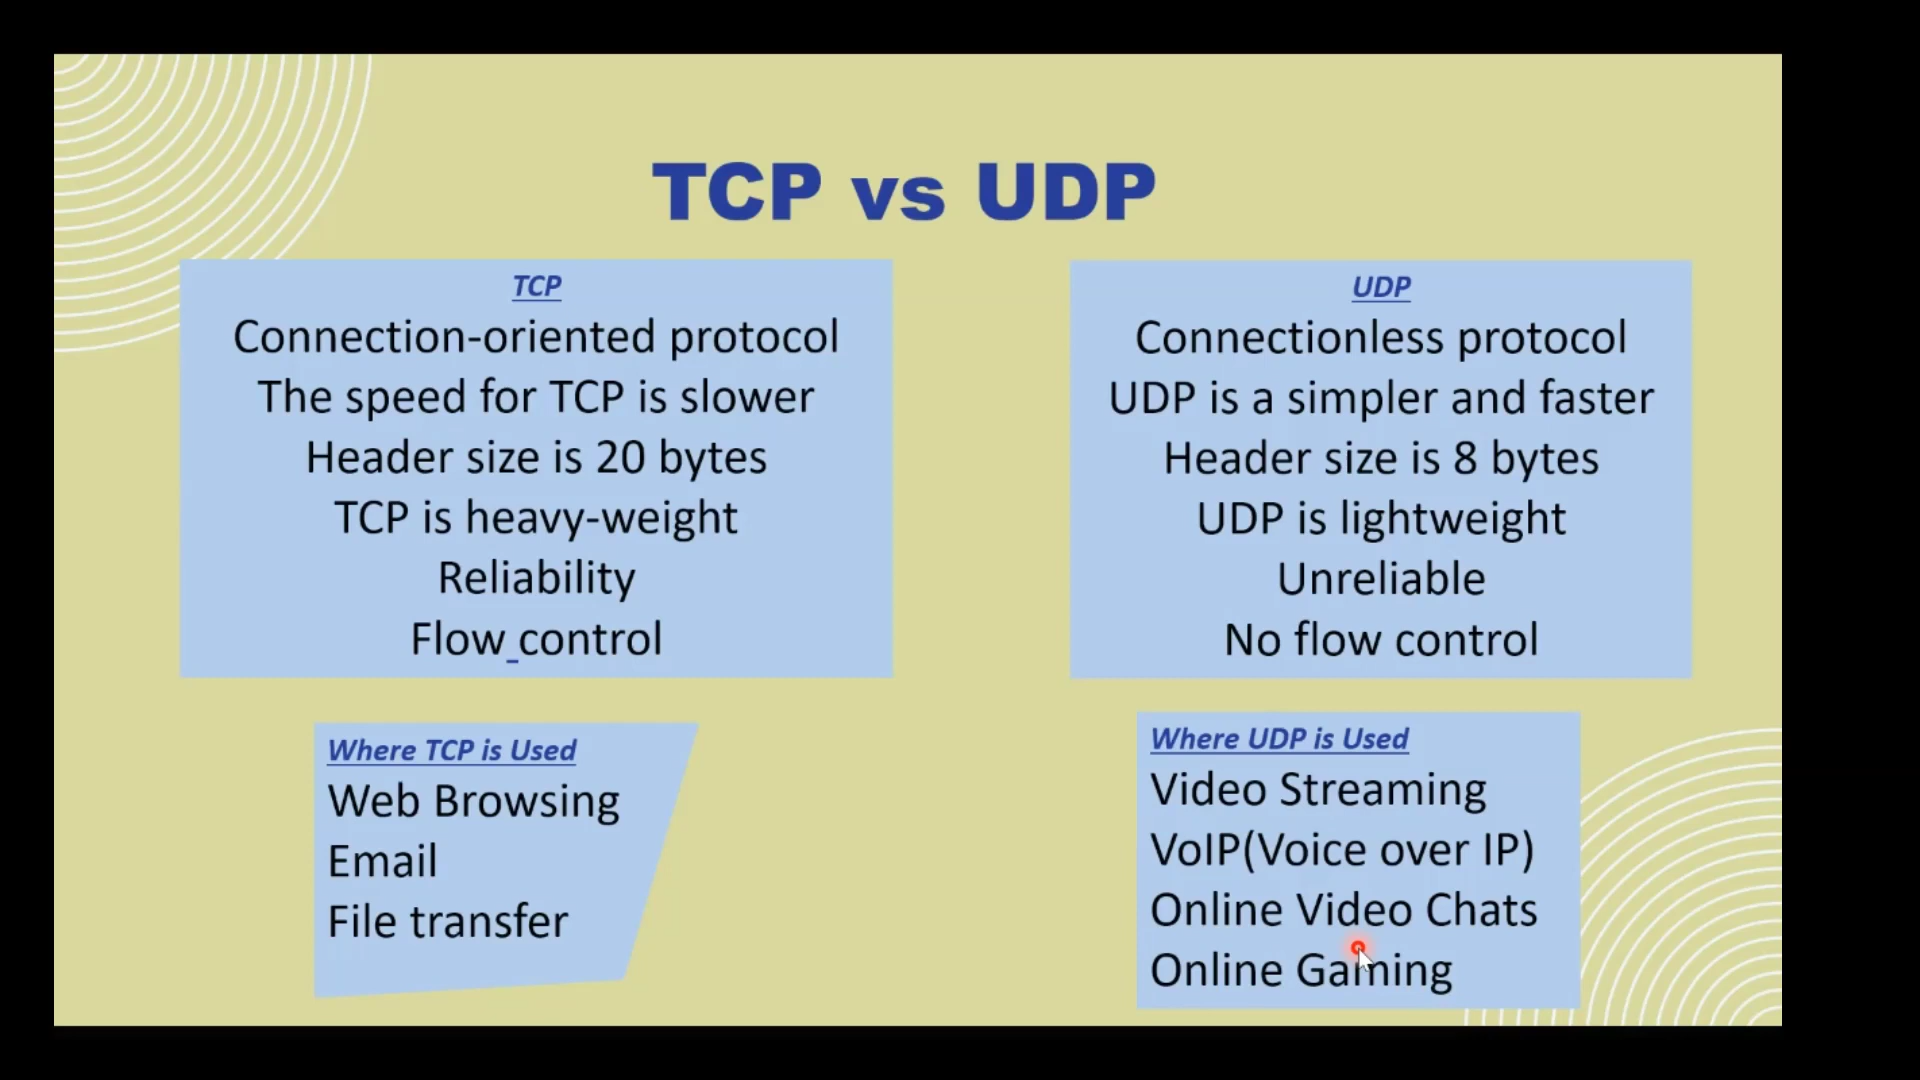 TCP vs UDP
TCP
Connection-oriented protocol
The speed for TCP is slower
Header size is 20 bytes
TCP is heavy-weight
Reliability
Flow control
UDP
Connectionless protocol
UDP is a simpler and faster
Header size is 8 bytes
UDP is lightweight
Unreliable
No flow control
Where TCP is Used
Web Browsing
Email
File transfer
Where UDP is Used
Video Streaming
VoIP(Voice over IP)
Online Video Chats
Online Gaming